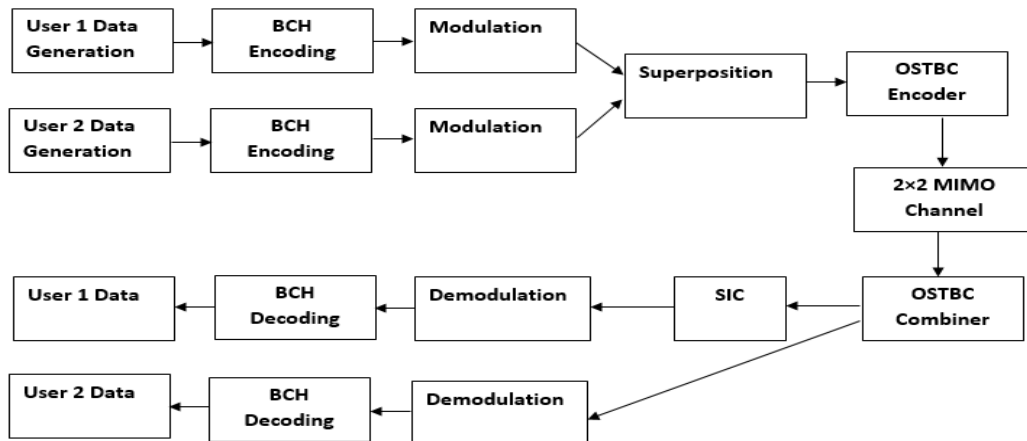 User 1 Data
Generation
BCH
Encoding
Modulation
Superposition
OSTBC
Encoder
User 2 Data
Generation
BCH
Encoding
Modulation
2×2 MIMO
Channel
User 1 Data
BCH
Decoding
Demodulation
SIC
OSTBC
Combiner
User 2 Data
BCH
Decoding
Demodulation